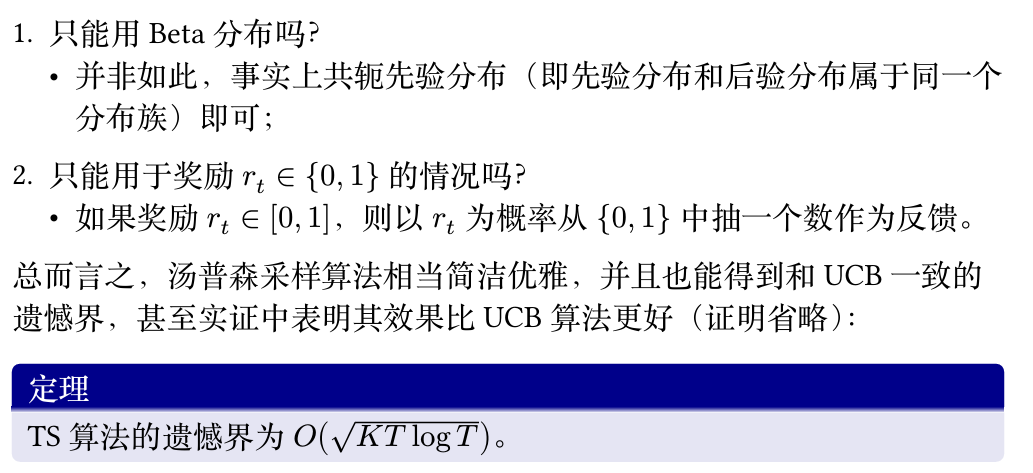 1. 只能用 Beta 分布吗?
• 并非如此，事实上共轭先验分布（即先验分布和后验分布属于同一个
分布族）即可；
2. 只能用于奖励 $r_t \in \{0, 1\}$ 的情况吗?
• 如果奖励 $r_t \in [0, 1]$，则以 $r_t$ 为概率从 $\{0, 1\}$ 中抽一个数作为反馈。
总而言之，汤普森采样算法相当简洁优雅，并且也能得到和 UCB 一致的
遗憾界，甚至实证中表明其效果比 UCB 算法更好（证明省略）：
定理
TS 算法的遗憾界为 $O(\sqrt{KT \log T})$。